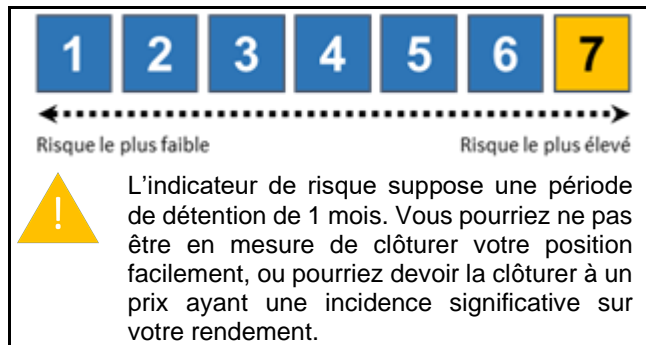 1 2 3 4 5 6 7
Risque le plus faible Risque le plus élevé
!
L’indicateur de risque suppose une période
de détention de 1 mois. Vous pourriez ne pas
être en mesure de clôturer votre position
facilement, ou pourriez devoir la clôturer à un
prix ayant une incidence significative sur
votre rendement.